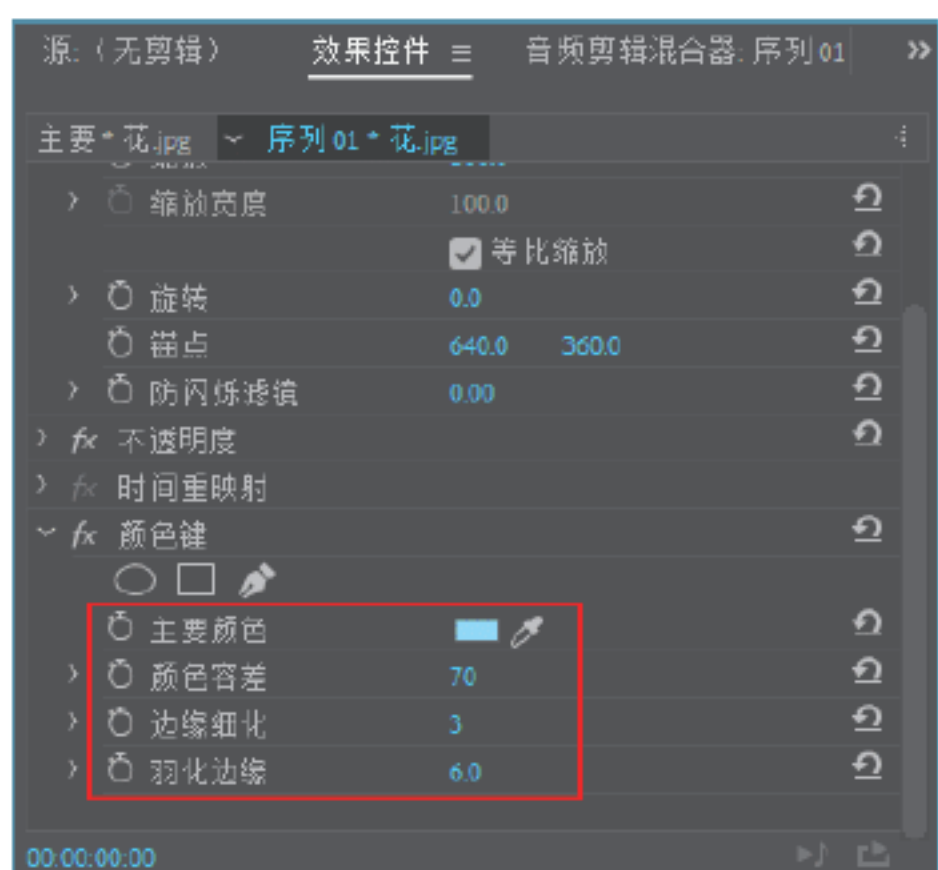 源:（无剪辑） 效果控件 音频剪辑混合器: 序列 01
主要 * 花.jpg 序列 01 * 花.jpg
缩放宽度 100.0
等比缩放
旋转 0.0
锚点 640.0 360.0
防闪烁滤镜 0.00
fx 不透明度
fx 时间重映射
fx 颜色键
主要颜色
颜色容差 70
边缘细化 3
羽化边缘 6.0
00:00:00:00